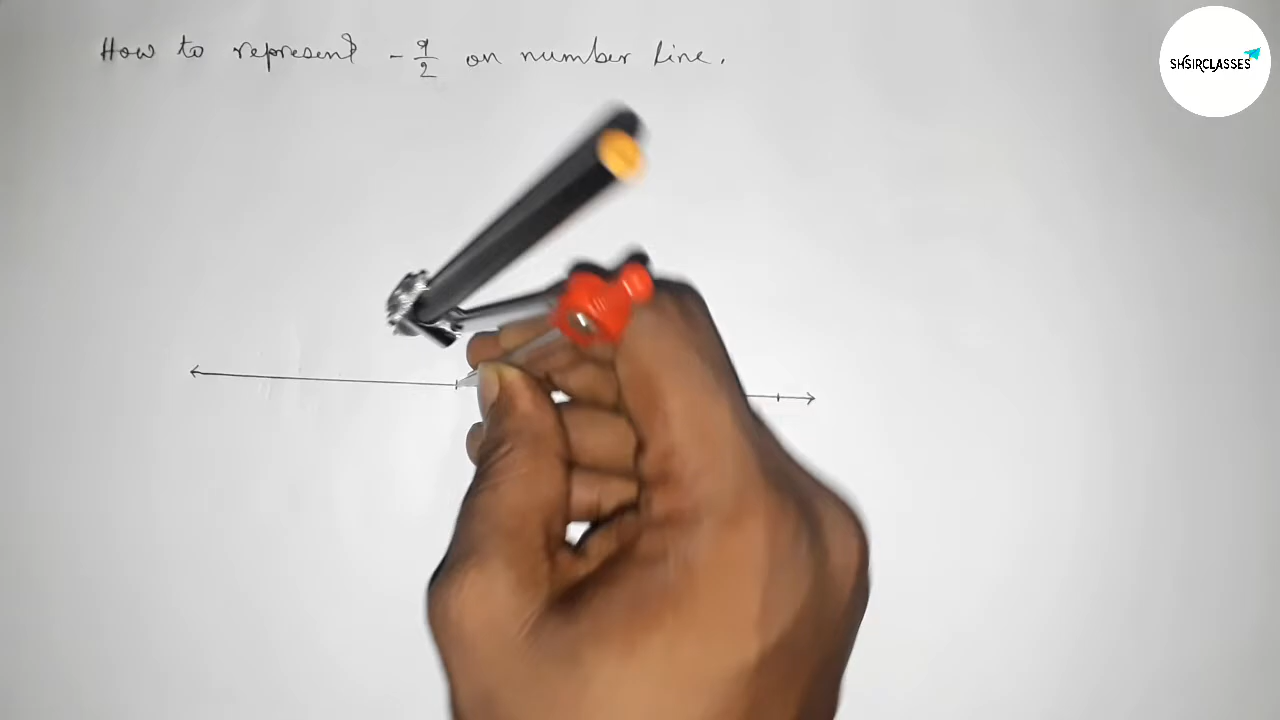 How to represent - 9/2 on number line.
SHSIRCLASSES